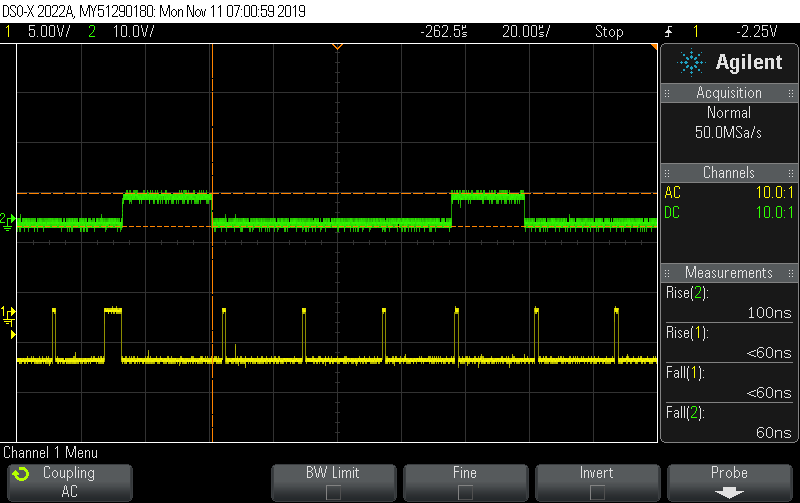 DSO-X 2022A, MY51290180: Mon Nov 11 07:00:59 2019
1 5.00V/ 2 10.0V/ -262.5s 20.00s/ Stop 1 -2.25V
Agilent
Acquisition
Normal
50.0MSa/s
Channels
AC 10.0:1
DC 10.0:1
Measurements
Rise(2):
100ns
Rise(1):
<60ns
Fall(1):
<60ns
Fall(2):
60ns
2
1
Channel 1 Menu
Coupling
AC
BW Limit
Fine
Invert
Probe